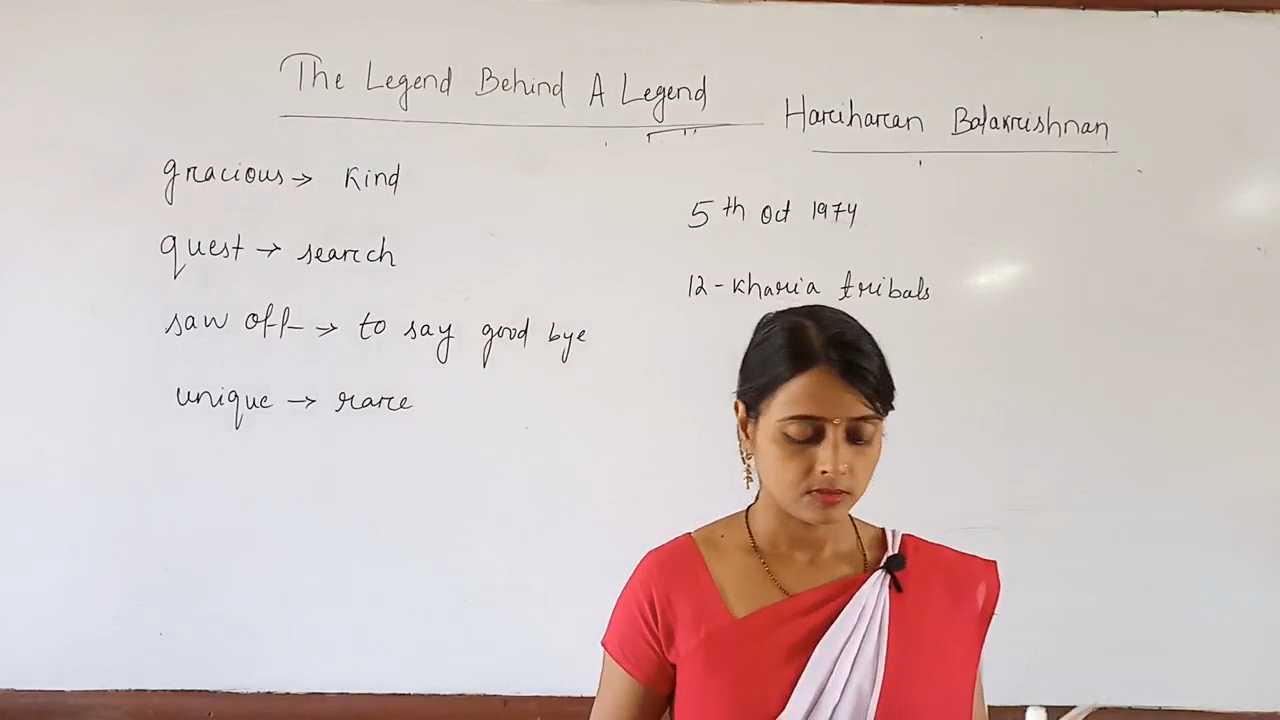 The Legend Behind A Legend
Hariharan Balakrishnan
gracious → kind
quest → search
saw off → to say good bye
unique → rare
5th Oct 1974
12 - Kharia tribals